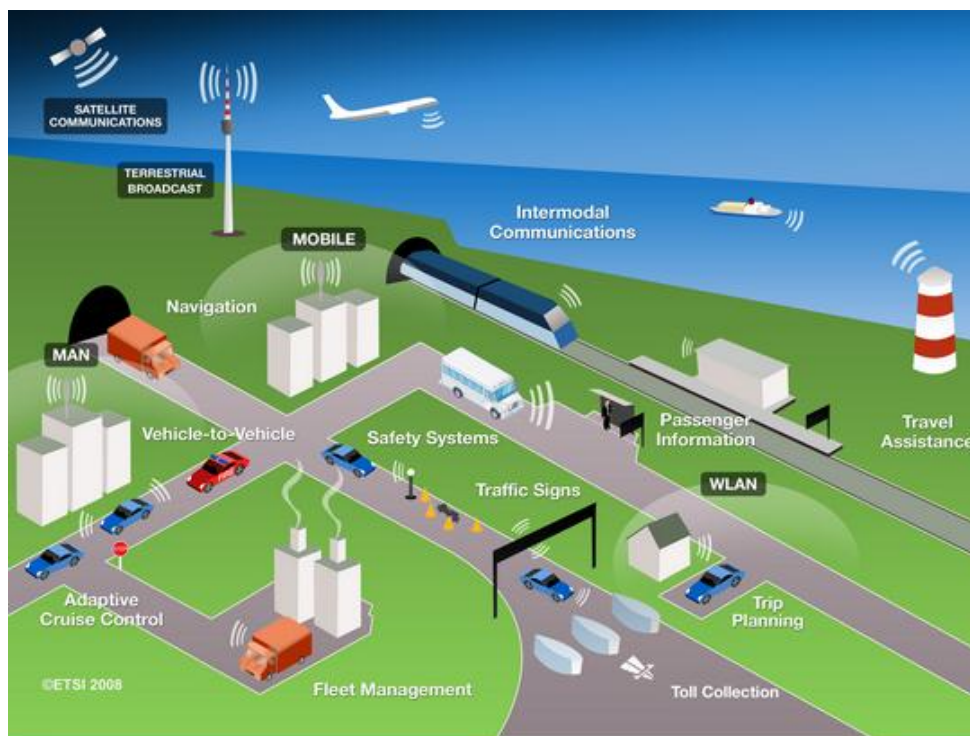 SATELLITE
COMMUNICATIONS
TERRESTRIAL
BROADCAST
MOBILE
Intermodal
Communications
Navigation
MAN
Vehicle-to-Vehicle
Safety Systems
Passenger
Information
Travel
Assistance
Traffic Signs
WLAN
Adaptive
Cruise Control
Trip
Planning
©ETSI 2008
Fleet Management
Toll Collection